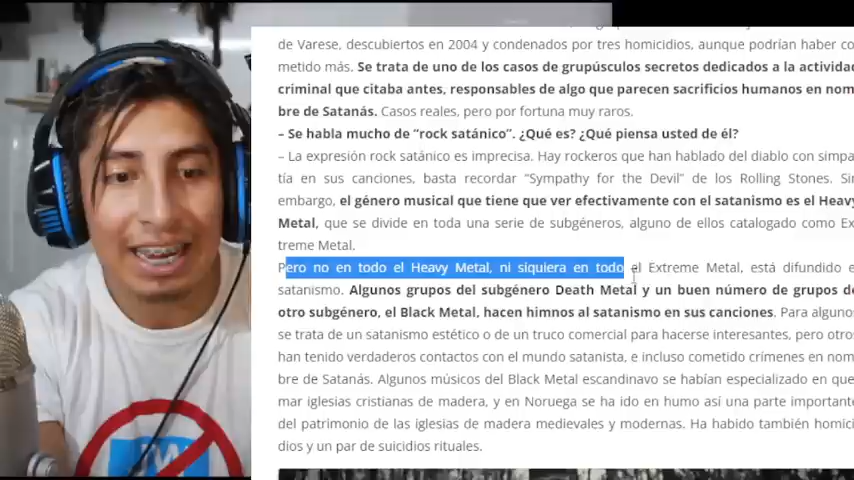 de Varese, descubiertos en 2004 y condenados por tres homicidios, aunque podrían haber co
metido más. Se trata de uno de los casos de grupúsculos secretos dedicados a la actividad
criminal que citaba antes, responsables de algo que parecen sacrificios humanos en nom
bre de Satanás. Casos reales, pero por fortuna muy raros.
– Se habla mucho de “rock satánico”. ¿Qué es? ¿Qué piensa usted de él?
– La expresión rock satánico es imprecisa. Hay rockeros que han hablado del diablo con simpa
tía en sus canciones, basta recordar “Sympathy for the Devil” de los Rolling Stones. Sin
embargo, el género musical que tiene que ver efectivamente con el satanismo es el Heavy
Metal, que se divide en toda una serie de subgéneros, alguno de ellos catalogado como Ex
treme Metal.
Pero no en todo el Heavy Metal, ni siquiera en todo el Extreme Metal, está difundido e
satanismo. Algunos grupos del subgénero Death Metal y un buen número de grupos de
otro subgénero, el Black Metal, hacen himnos al satanismo en sus canciones. Para algunos
se trata de un satanismo estético o de un truco comercial para hacerse interesantes, pero otros
han tenido verdaderos contactos con el mundo satanista, e incluso cometido crímenes en nom
bre de Satanás. Algunos músicos del Black Metal escandinavo se habían especializado en que
mar iglesias cristianas de madera, y en Noruega se ha ido en humo así una parte importante
del patrimonio de las iglesias de madera medievales y modernas. Ha habido también homici
dios y un par de suicidios rituales.